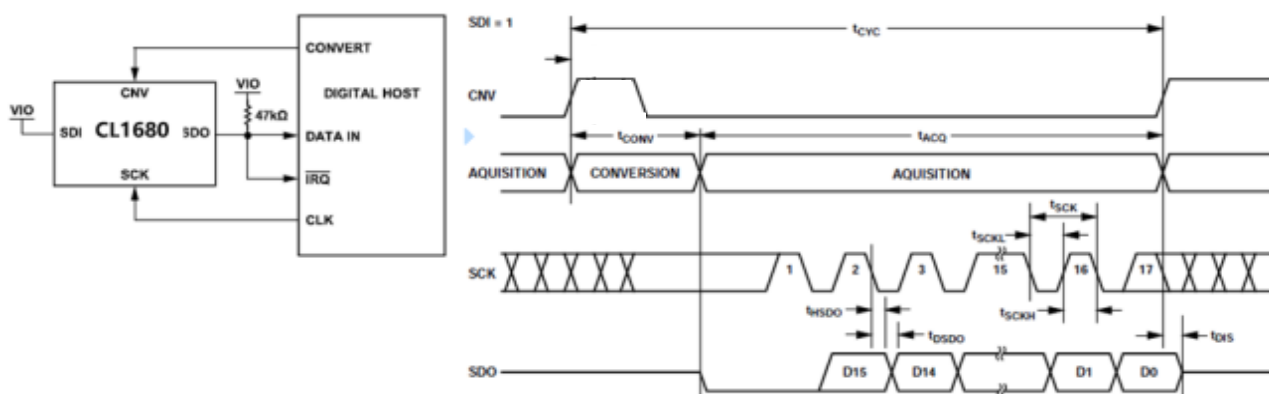 CONVERT
VIO
CNV
DIGITAL HOST
VIO
47kΩ
SDI
CL1680
SDO
DATA IN
IRQ
SCK
CLK
SDI = 1
tCYC
CNV
tCONV
tACQ
AQUISITION
CONVERSION
AQUISITION
tSCK
tSCKL
SCK
1
2
3
15
16
17
tHSDO
tDSDO
tSCKH
tDIS
SDO
D15
D14
D1
D0